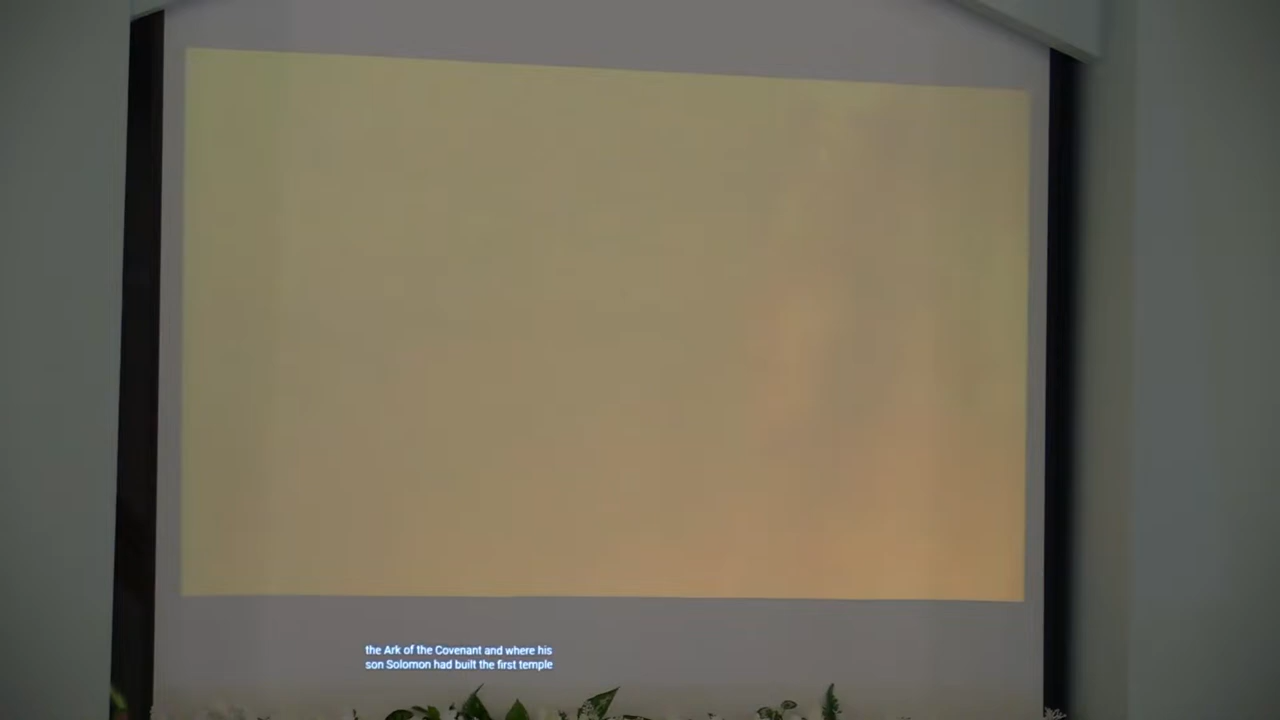 the Ark of the Covenant and where his
son Solomon had built the first temple